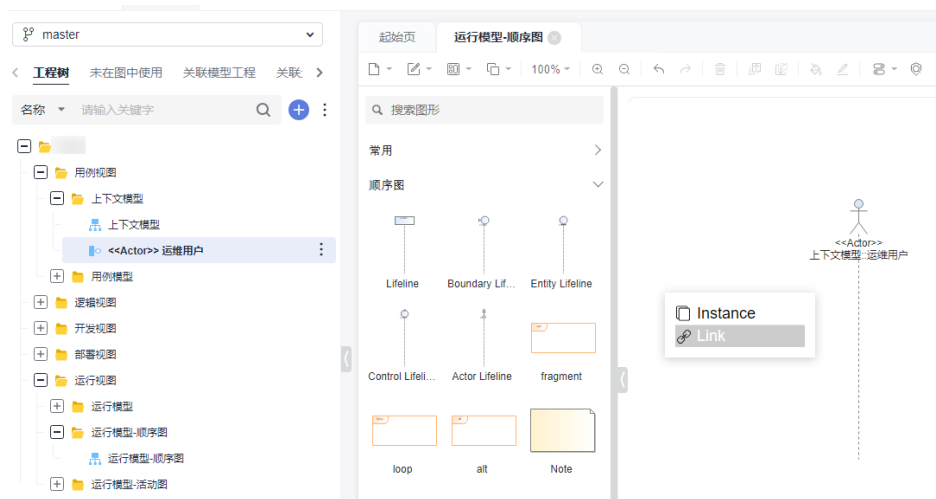 master
工程树 未在图中使用 关联模型工程 关联
名称 请输入关键字
用例视图
上下文模型
上下文模型
<<Actor>> 运维用户
用例模型
逻辑视图
开发视图
部署视图
运行视图
运行模型
运行模型-顺序图
运行模型-顺序图
运行模型-活动图
起始页 运行模型-顺序图
100%
搜索图形
常用
顺序图
Lifeline Boundary Lif... Entity Lifeline
Control Lifeli... Actor Lifeline fragment
loop alt Note
<<Actor>>
上下文模型::运维用户
Instance
Link